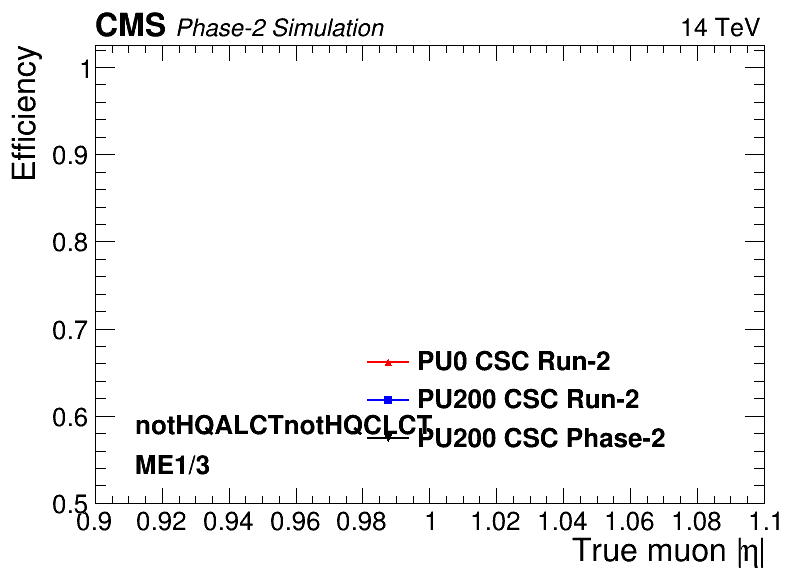 CMS Phase-2 Simulation 14 TeV
Efficiency
1
0.9
0.8
0.7
0.6
0.5
PU0 CSC Run-2
PU200 CSC Run-2
notHQALCTnotHQCLCT
PU200 CSC Phase-2
ME1/3
0.9 0.92 0.94 0.96 0.98 1 1.02 1.04 1.06 1.08 1.1
True muon |η|